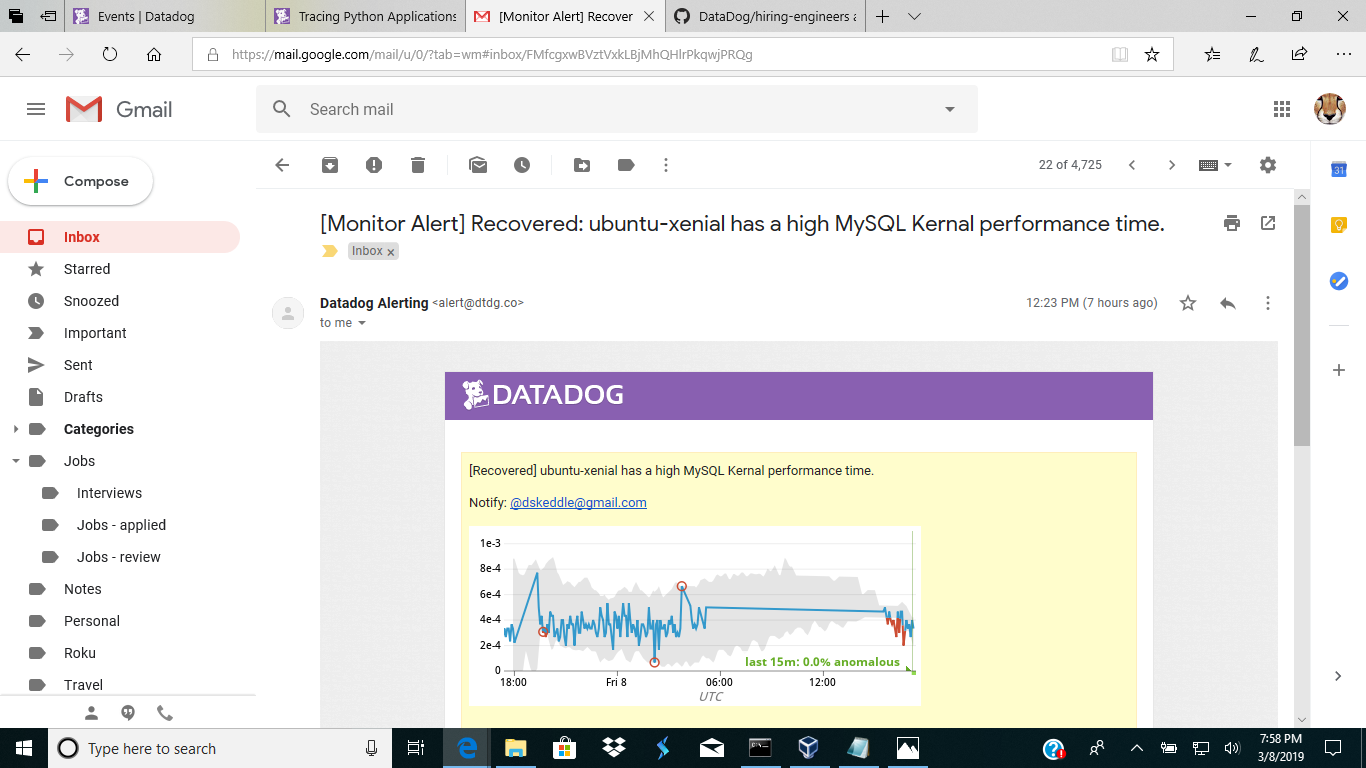 Events | Datadog
Tracing Python Applications
[Monitor Alert] Recover
DataDog/hiring-engineers a
https://mail.google.com/mail/u/0/?tab=wm#inbox/FMfcgxwBVztVxkLBjMhQHlrPkqwjPRQg
Gmail
Search mail
Compose
22 of 4,725
31
Inbox
Starred
Snoozed
Important
Sent
Drafts
Categories
Jobs
Interviews
Jobs - applied
Jobs - review
Notes
Personal
Roku
Travel
[Monitor Alert] Recovered: ubuntu-xenial has a high MySQL Kernal performance time.
Inbox x
Datadog Alerting <alert@dtdg.co>
12:23 PM (7 hours ago)
to me
DATADOG
[Recovered] ubuntu-xenial has a high MySQL Kernal performance time.
Notify: @dskeddle@gmail.com
1e-3
8e-4
6e-4
4e-4
2e-4
0
last 15m: 0.0% anomalous
18:00
Fri 8
06:00
12:00
UTC
Type here to search
7:58 PM
3/8/2019